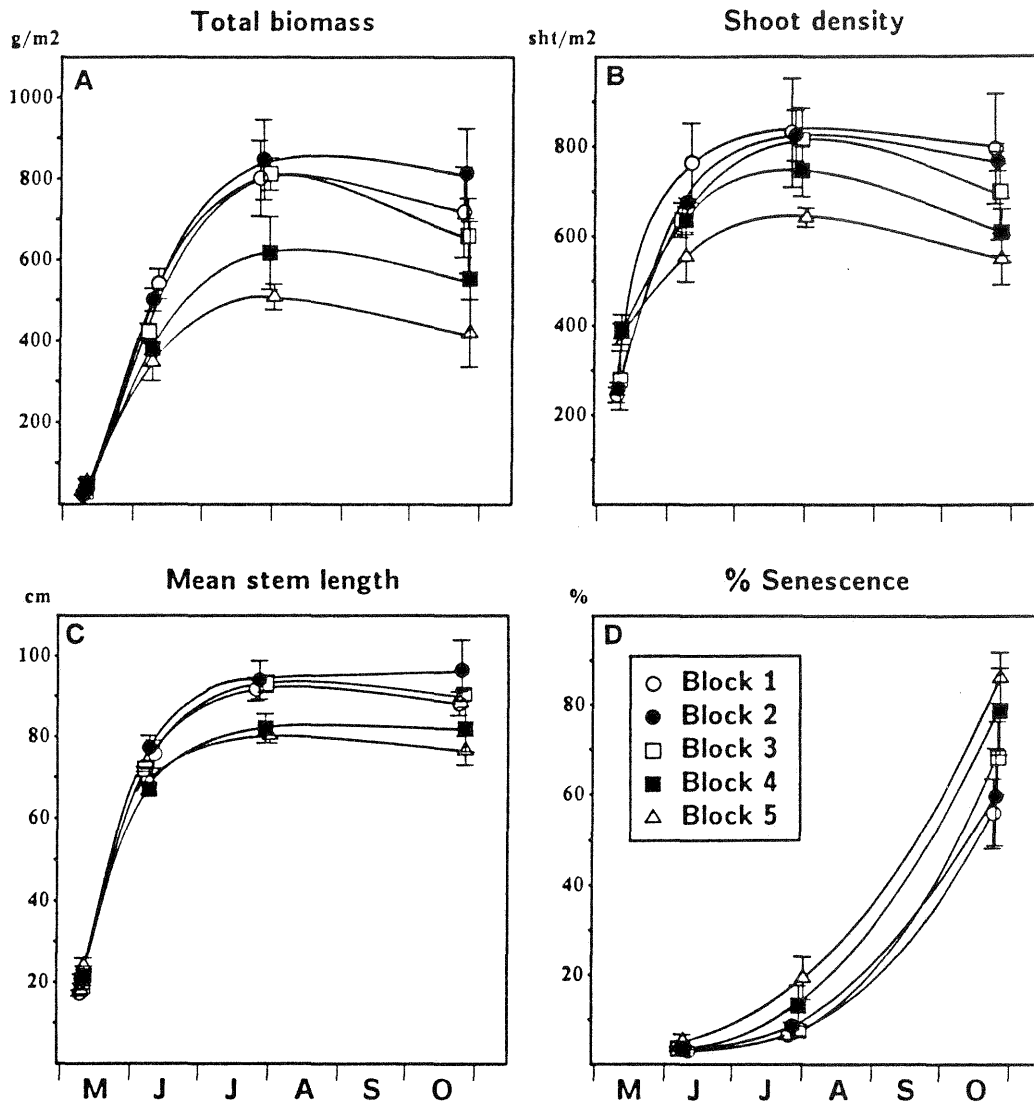 Total biomass
g/m2
A
1000
800
600
400
200
Shoot density
sht/m2
B
800
600
400
200
Mean stem length
cm
C
100
80
60
40
20
M J J A S O
% Senescence
%
D
80
60
40
20
Block 1
Block 2
Block 3
Block 4
Block 5
M J J A S O